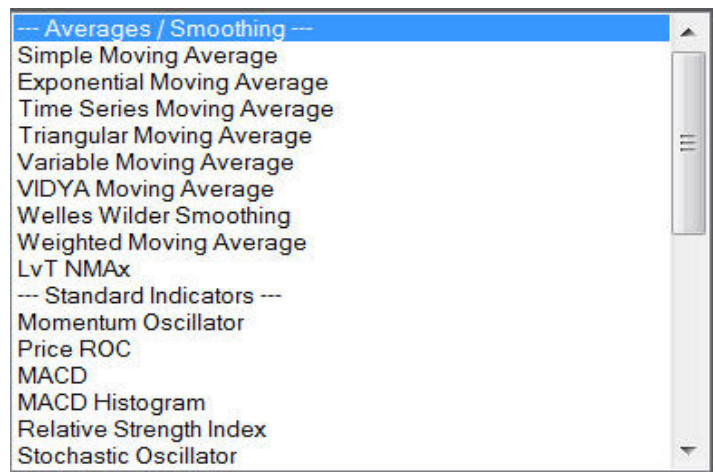 --- Averages / Smoothing ---
Simple Moving Average
Exponential Moving Average
Time Series Moving Average
Triangular Moving Average
Variable Moving Average
VIDYA Moving Average
Welles Wilder Smoothing
Weighted Moving Average
LvT NMAx
--- Standard Indicators ---
Momentum Oscillator
Price ROC
MACD
MACD Histogram
Relative Strength Index
Stochastic Oscillator